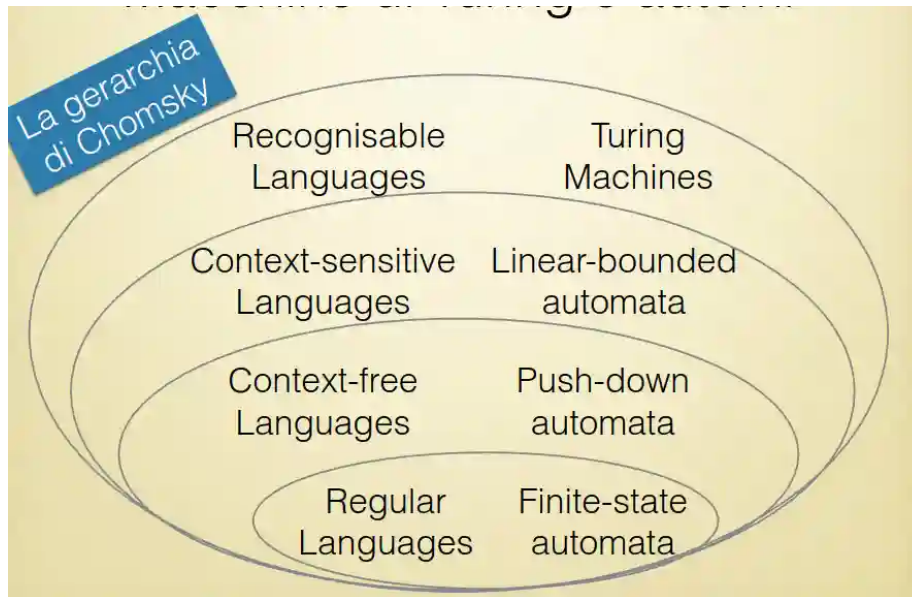 La gerarchia
di Chomsky
Recognisable
Languages
Turing
Machines
Context-sensitive
Languages
Linear-bounded
automata
Context-free
Languages
Push-down
automata
Regular
Languages
Finite-state
automata